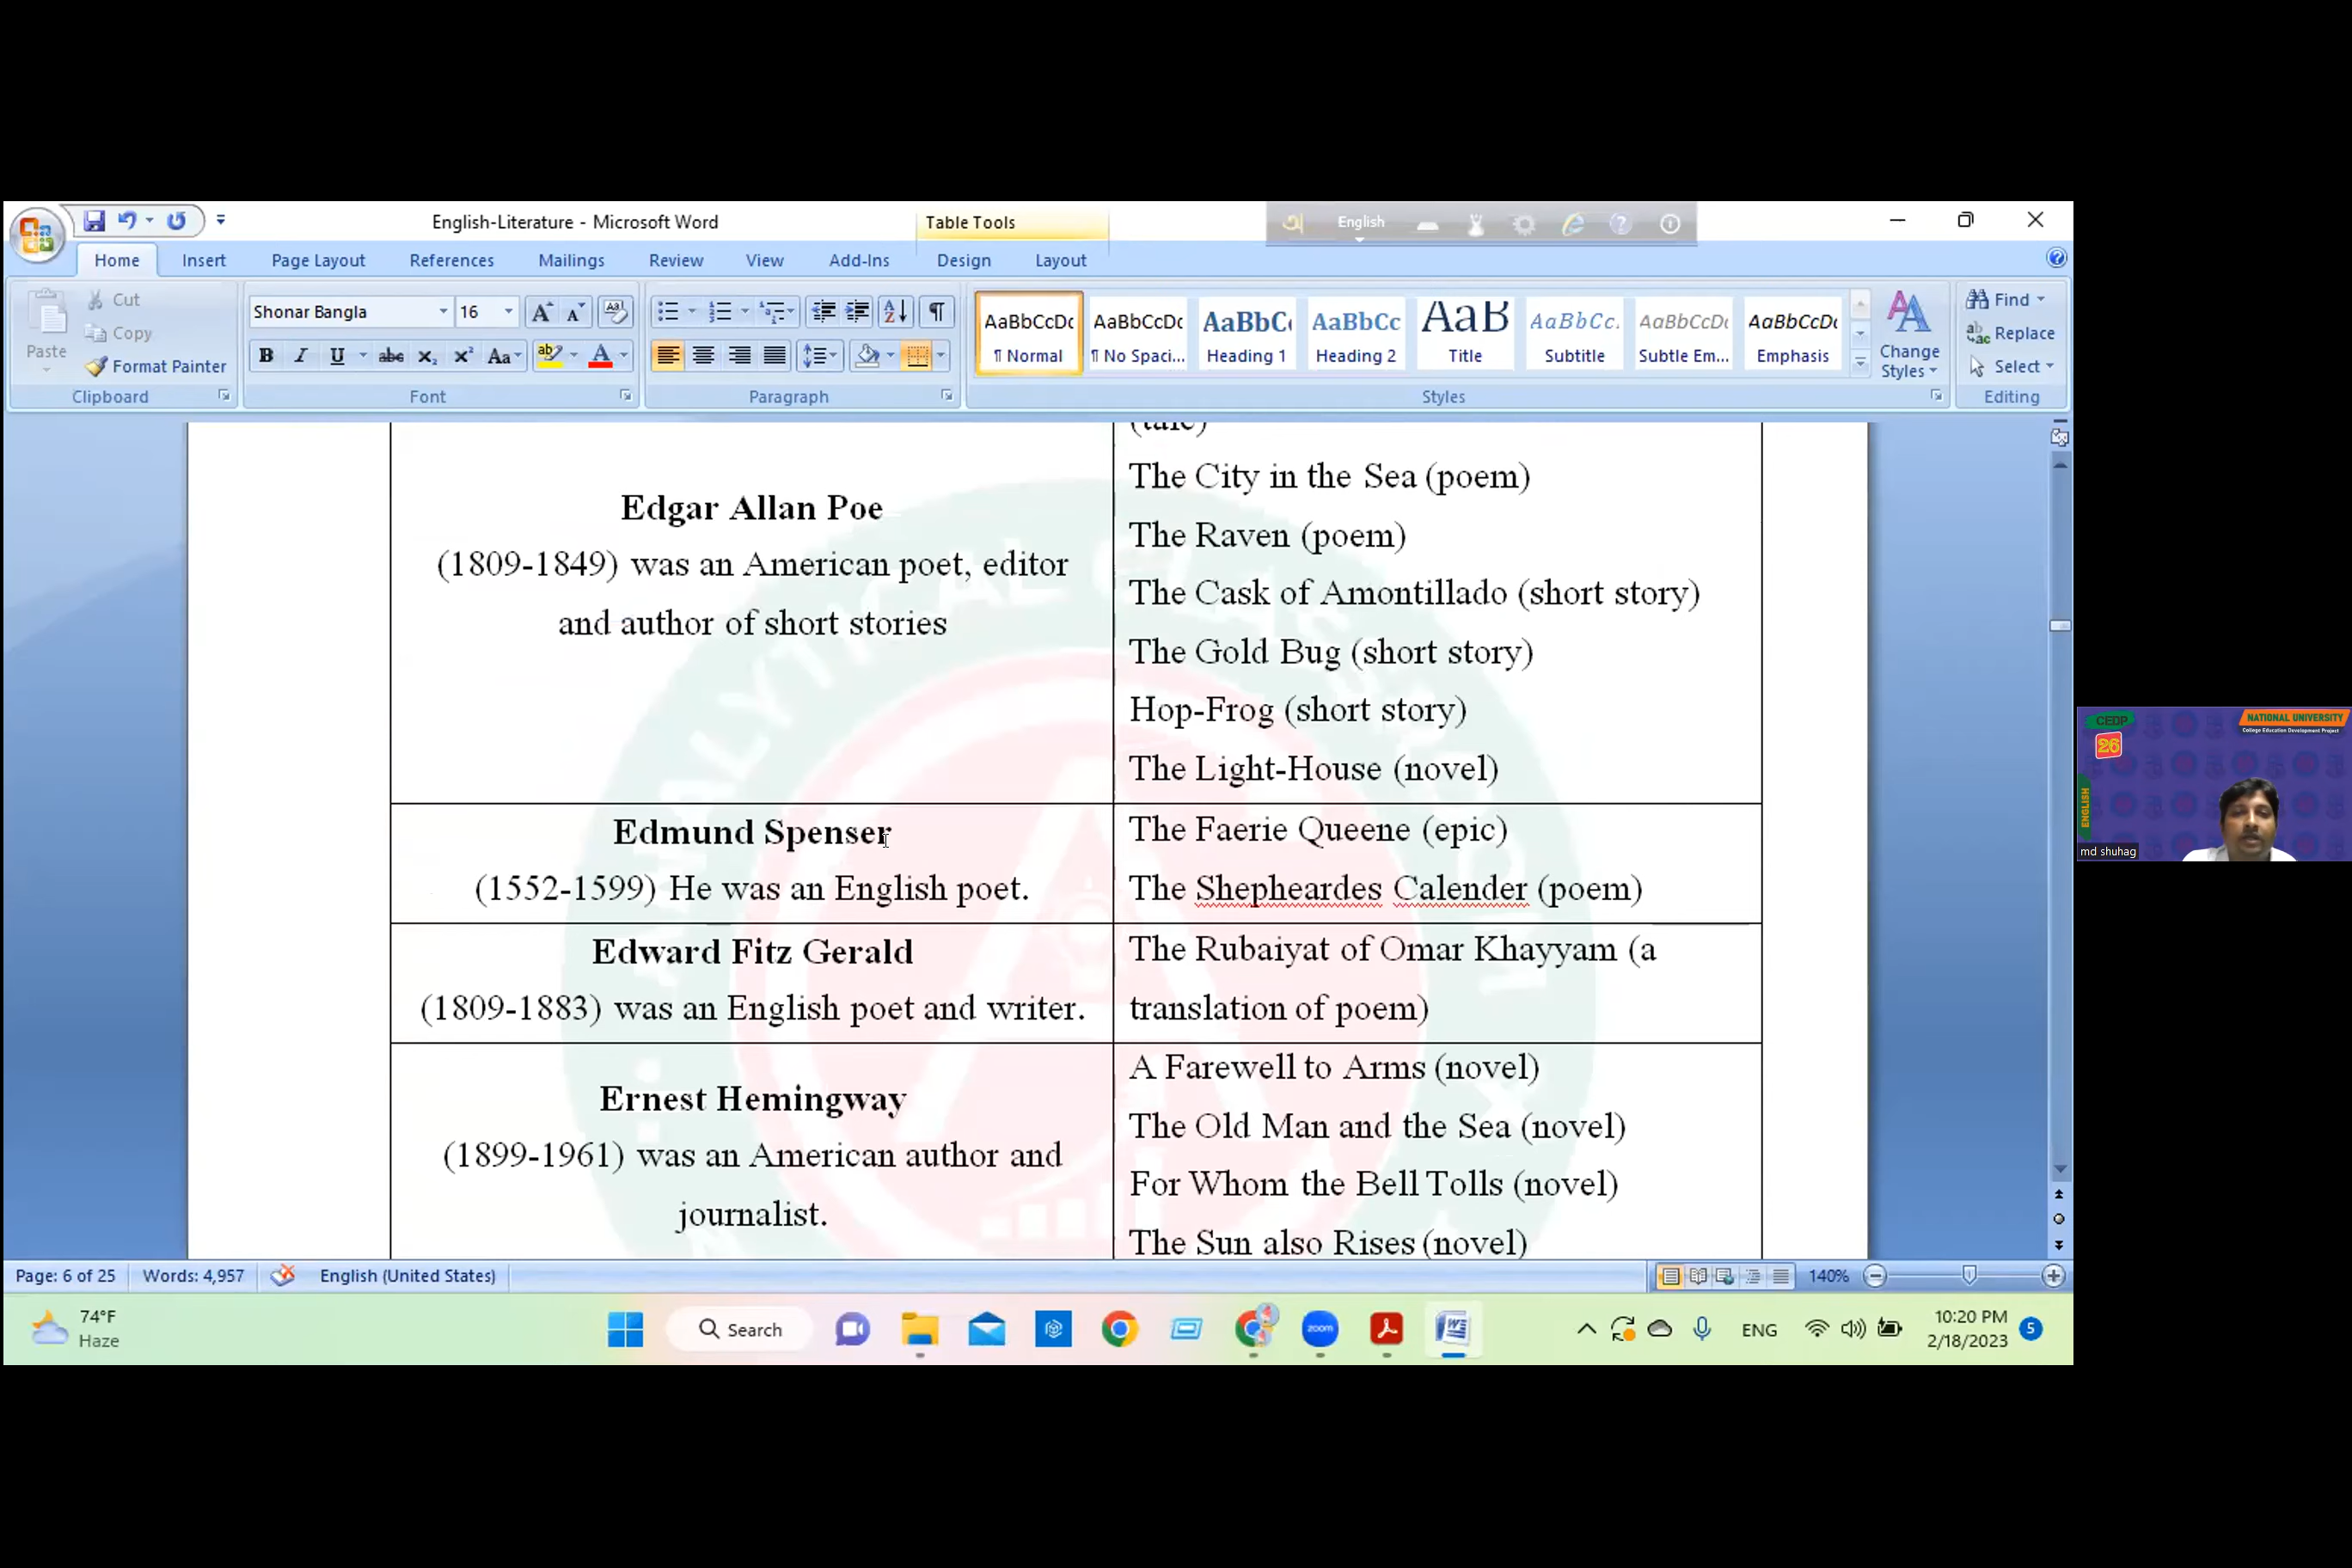 English-Literature - Microsoft Word
Table Tools
English
Home Insert Page Layout References Mailings Review View Add-Ins Design Layout
Paste
Cut
Copy
Format Painter
Clipboard
Shonar Bangla 16
Font
Paragraph
AaBbCcDc AaBbCcDc AaBbC AaBbCc AaB AaBbCc. AaBbCcDc AaBbCcDc
¶ Normal ¶ No Spaci... Heading 1 Heading 2 Title Subtitle Subtle Em... Emphasis
Change
Styles
Styles
Find
Replace
Select
Editing
(tale)
Edgar Allan Poe
(1809-1849) was an American poet, editor
and author of short stories
The City in the Sea (poem)
The Raven (poem)
The Cask of Amontillado (short story)
The Gold Bug (short story)
Hop-Frog (short story)
The Light-House (novel)
Edmund Spenser
(1552-1599) He was an English poet.
The Faerie Queene (epic)
The Shepheardes Calender (poem)
Edward Fitz Gerald
(1809-1883) was an English poet and writer.
The Rubaiyat of Omar Khayyam (a
translation of poem)
Ernest Hemingway
(1899-1961) was an American author and
journalist.
A Farewell to Arms (novel)
The Old Man and the Sea (novel)
For Whom the Bell Tolls (novel)
The Sun also Rises (novel)
Page: 6 of 25 Words: 4,957 English (United States) 140%
74°F
Haze
Search
zoom
ENG
10:20 PM
2/18/2023
5
CEDP
26
NATIONAL UNIVERSITY
College Education Development Project
ENGLISH
md shuhag